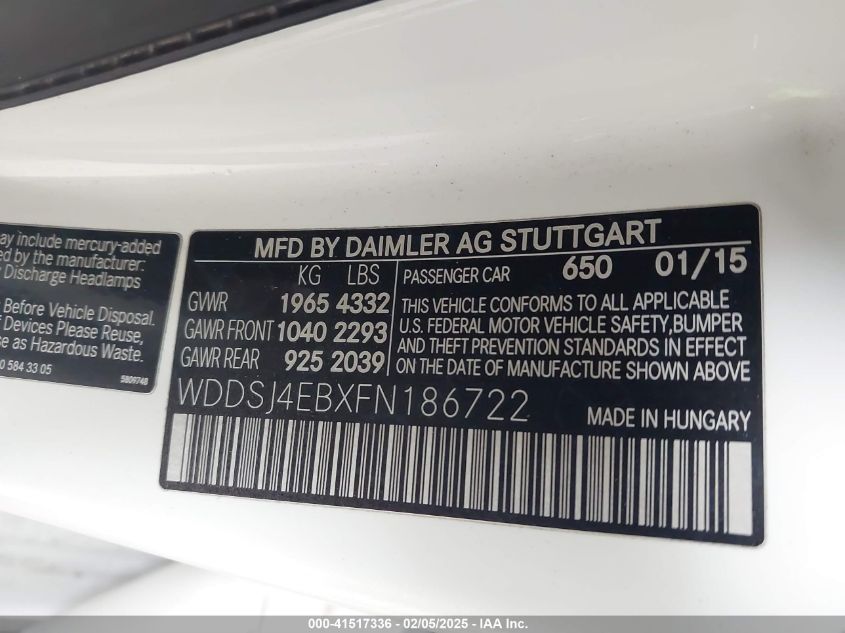 ay include mercury-added
ed by the manufacturer:
Discharge Headlamps
Before Vehicle Disposal.
f Devices Please Reuse,
se as Hazardous Waste.
0 584 33 05
5809748
MFD BY DAIMLER AG STUTTGART
KG LBS
GVWR 1965 4332
GAWR FRONT 1040 2293
GAWR REAR 925 2039
PASSENGER CAR 650 01/15
THIS VEHICLE CONFORMS TO ALL APPLICABLE
U.S. FEDERAL MOTOR VEHICLE SAFETY,BUMPER
AND THEFT PREVENTION STANDARDS IN EFFECT
ON THE DATE OF MANUFACTURE SHOWN ABOVE.
WDDSJ4EBXFN186722
MADE IN HUNGARY
000-41517336 - 02/05/2025 - IAA Inc.